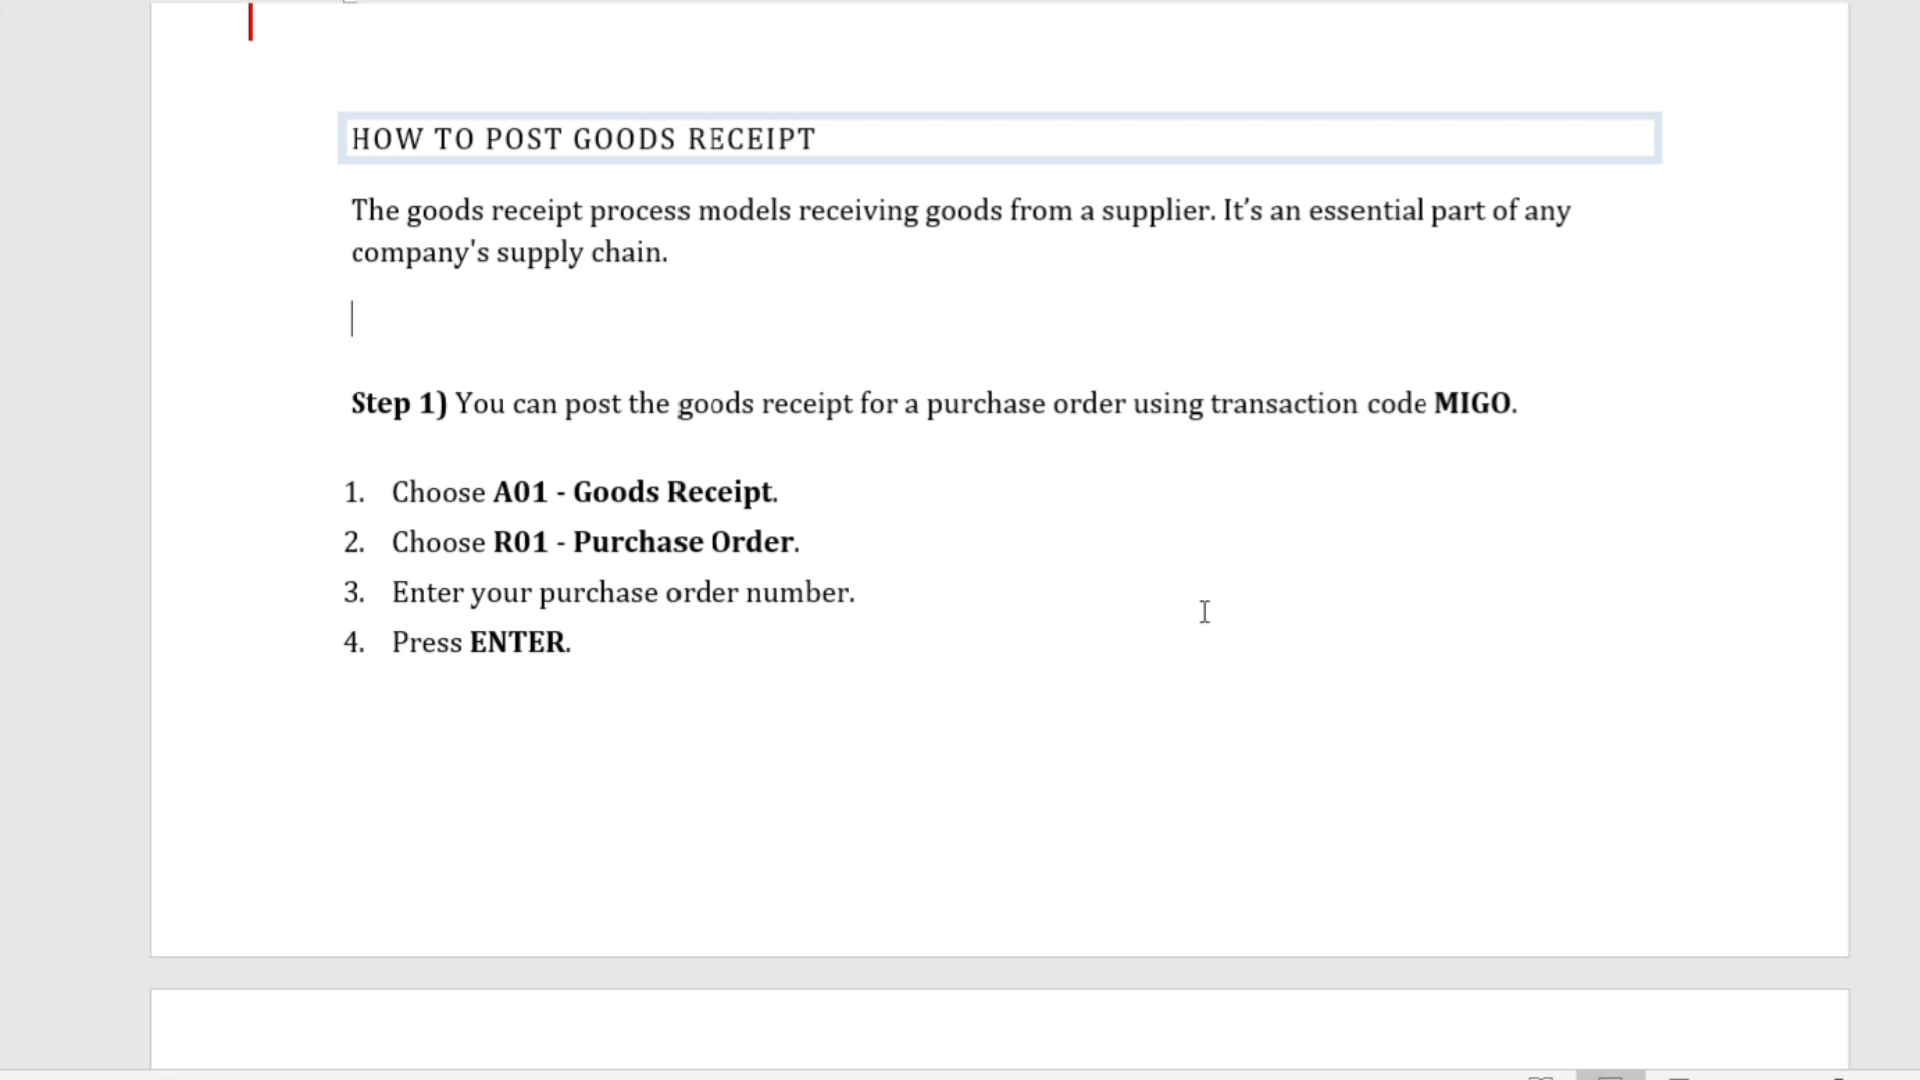 HOW TO POST GOODS RECEIPT
The goods receipt process models receiving goods from a supplier. It’s an essential part of any
company's supply chain.
Step 1) You can post the goods receipt for a purchase order using transaction code MIGO.
1. Choose A01 - Goods Receipt.
2. Choose R01 - Purchase Order.
3. Enter your purchase order number.
4. Press ENTER.